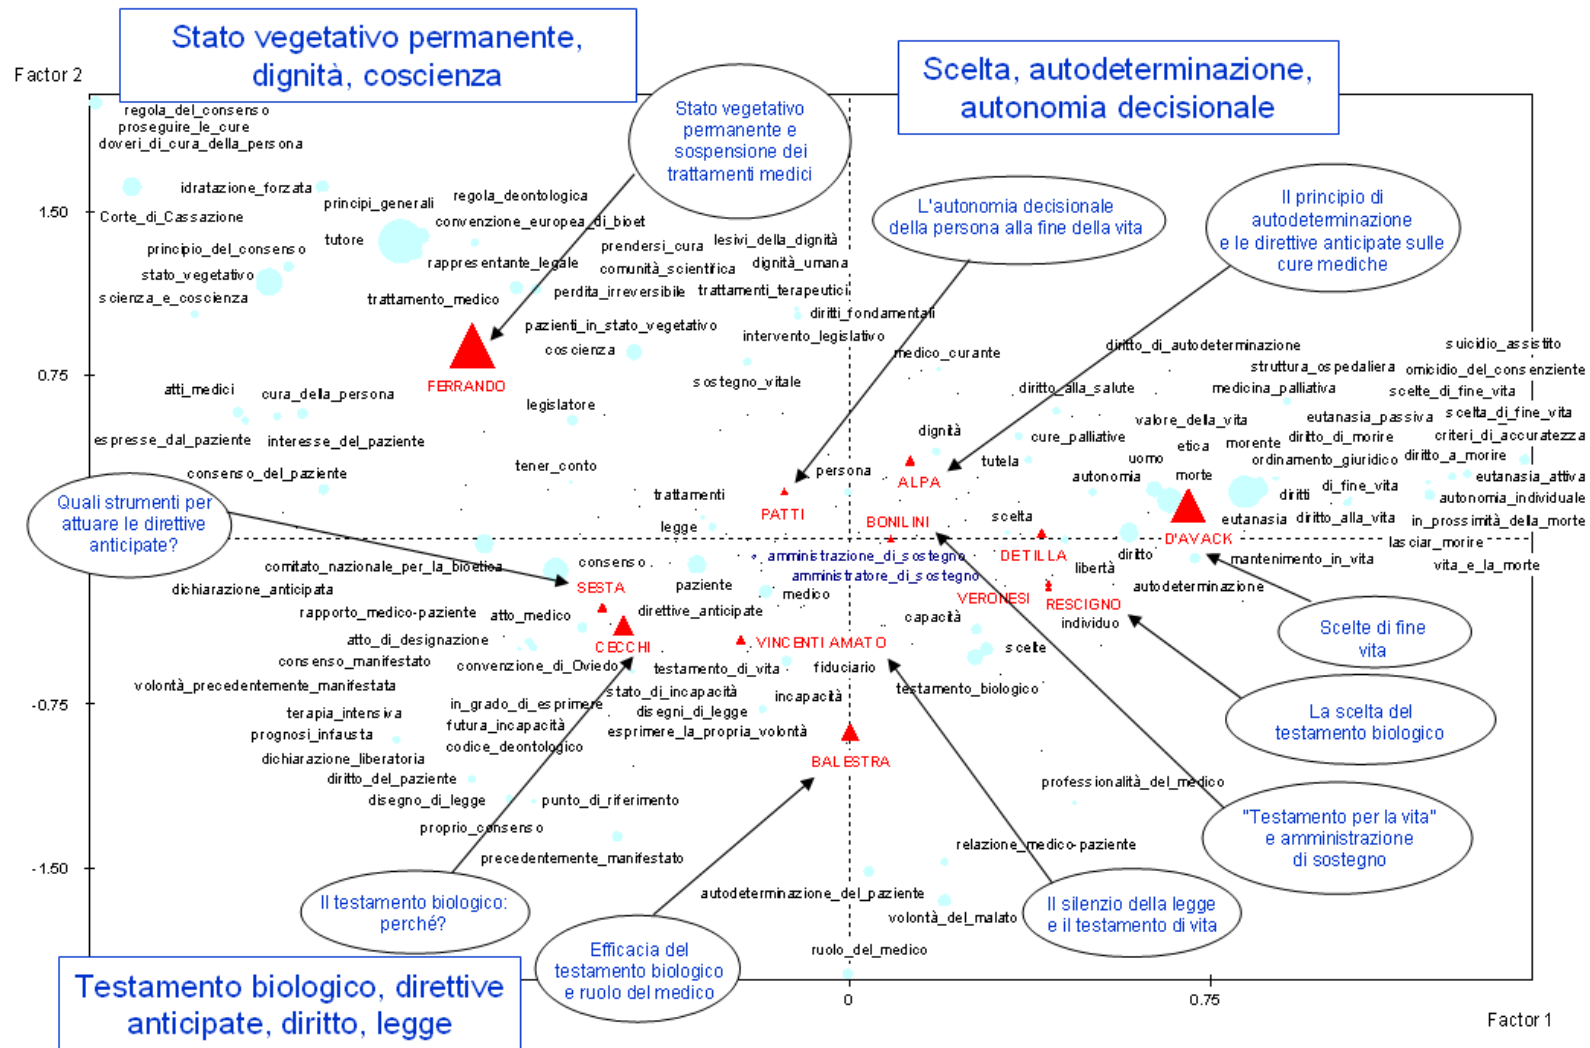 Stato vegetativo permanente,
dignità, coscienza
Scelta, autodeterminazione,
autonomia decisionale
Factor 2
Stato vegetativo
permanente e
sospensione dei
trattamenti medici
regola_del_consenso
proseguire_le_cure
doveri_di_cura_della_persona
idratazione_forzata
principi_generali
regola_deontologica
L'autonomia decisionale
della persona alla fine della vita
Il principio di
autodeterminazione
e le direttive anticipate sulle
cure mediche
1.50
Corte_di_Cassazione
convenzione_europea_di_bioet
tutore
principio_del_consenso
prendersi_cura
lesivi_della_dignità
rappresentante_legale
comunità_scientifica
dignità_umana
stato_vegetativo
scienza_e_coscienza
trattamento_medico
perdita_irreversibile
trattamenti_terapeutici
diritti_fondamentali
pazienti_in_stato_vegetativo
intervento_legislativo
coscienza
medico_curante
diritto_di_autodeterminazione
suicidio_assistito
struttura_ospedaliera
omicidio_del_consenziente
0.75
FERRANDO
sostegno_vitale
diritto_alla_salute
medicina_palliativa
scelte_di_fine_vita
atti_medici
cura_della_persona
legislatore
valore_della_vita
eutanasia_passiva
scelta_di_fine_vita
espresse_dal_paziente
interesse_del_paziente
dignità
cure_palliative
etica
morente
diritto_di_morire
criteri_di_accuratezza
consenso_del_paziente
tener_conto
persona
tutela
uomo
ordinamento_giuridico
diritto_a_morire
ALPA
autonomia
morte
eutanasia_attiva
Quali strumenti per
attuare le direttive
anticipate?
trattamenti
PATTI
BONILINI
scelta
diritti
di_fine_vita
autonomia_individuale
legge
eutanasia
diritto_alla_vita
in_prossimità_della_morte
D'AVACK
DETILLA
diritto
lasciar_morire
amministrazione_di_sostegno
mantenimento_in_vita
vita_e_la_morte
comitato_nazionale_per_la_bioetica
consenso
amministratore_di_sostegno
libertà
dichiarazione_anticipata
SESTA
paziente
medico
VERONESI
RESCIGNO
autodeterminazione
rapporto_medico-paziente
atto_medico
direttive_anticipate
capacità
individuo
atto_di_designazione
CECCHI
VINCENTI AMATO
scelte
Scelte di fine
vita
consenso_manifestato
convenzione_di_Oviedo
testamento_di_vita
fiduciario
volontà_precedentemente_manifestata
stato_di_incapacità
incapacità
testamento_biologico
-0.75
terapia_intensiva
in_grado_di_esprimere
disegni_di_legge
La scelta del
testamento biologico
prognosi_infausta
futura_incapacità
esprimere_la_propria_volontà
dichiarazione_liberatoria
codice_deontologico
BALESTRA
diritto_del_paziente
professionalità_del_medico
disegno_di_legge
punto_di_riferimento
"Testamento per la vita"
e amministrazione
di sostegno
proprio_consenso
precedentemente_manifestato
relazione_medico-paziente
-1.50
autodeterminazione_del_paziente
Il testamento biologico:
perché?
volontà_del_malato
Il silenzio della legge
e il testamento di vita
ruolo_del_medico
Efficacia del
testamento biologico
e ruolo del medico
Testamento biologico, direttive
anticipate, diritto, legge
0
0.75
Factor 1